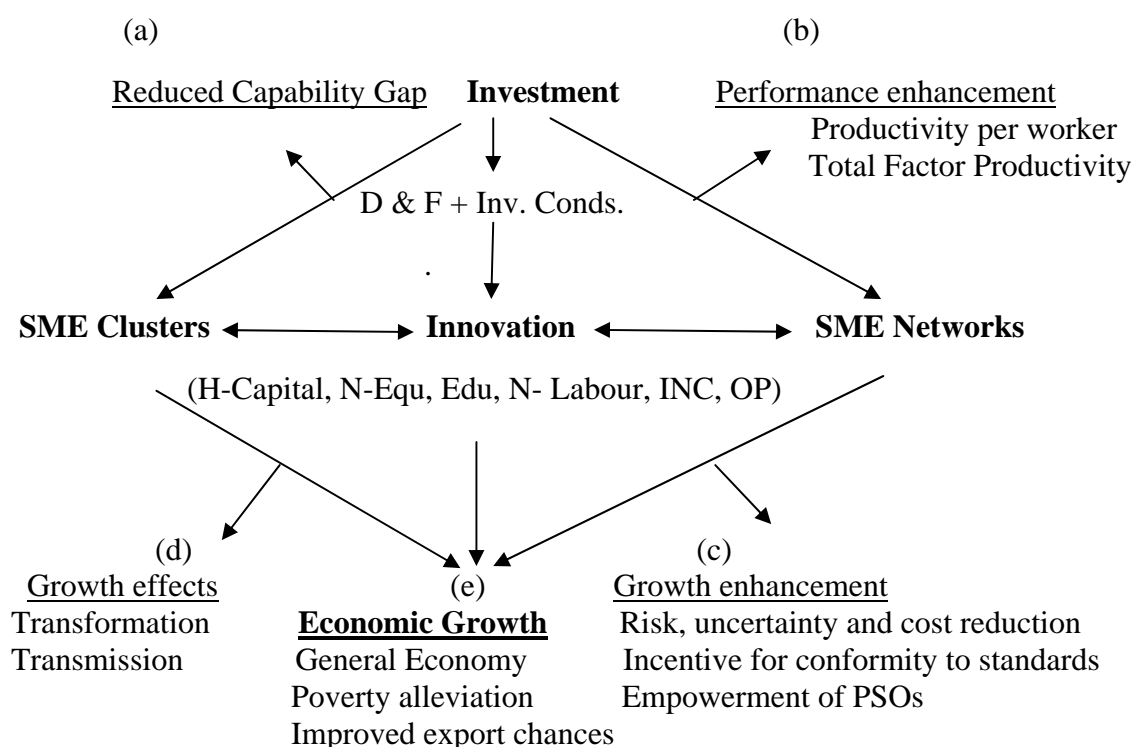 (a) (b)
Reduced Capability Gap Investment Performance enhancement
Productivity per worker
Total Factor Productivity
D & F + Inv. Conds.
.
SME Clusters Innovation SME Networks
(H-Capital, N-Equ, Edu, N- Labour, INC, OP)
(d) (c)
Growth effects (e) Growth enhancement
Transformation Economic Growth Risk, uncertainty and cost reduction
Transmission General Economy Incentive for conformity to standards
Poverty alleviation Empowerment of PSOs
Improved export chances